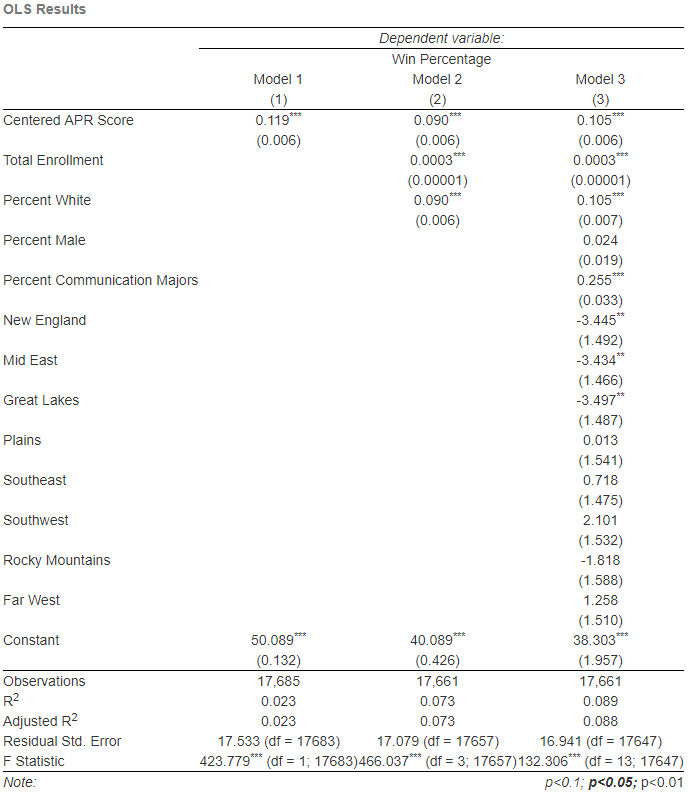 OLS Results
Dependent variable:
Win Percentage
Model 1 Model 2 Model 3
(1) (2) (3)
Centered APR Score 0.119*** 0.090*** 0.105***
(0.006) (0.006) (0.006)
Total Enrollment 0.0003*** 0.0003***
(0.00001) (0.00001)
Percent White 0.090*** 0.105***
(0.006) (0.007)
Percent Male 0.024
(0.019)
Percent Communication Majors 0.255***
(0.033)
New England -3.445**
(1.492)
Mid East -3.434**
(1.466)
Great Lakes -3.497**
(1.487)
Plains 0.013
(1.541)
Southeast 0.718
(1.475)
Southwest 2.101
(1.532)
Rocky Mountains -1.818
(1.588)
Far West 1.258
(1.510)
Constant 50.089*** 40.089*** 38.303***
(0.132) (0.426) (1.957)
Observations 17,685 17,661 17,661
R2 0.023 0.073 0.089
Adjusted R2 0.023 0.073 0.088
Residual Std. Error 17.533 (df = 17683) 17.079 (df = 17657) 16.941 (df = 17647)
F Statistic 423.779*** (df = 1; 17683) 466.037*** (df = 3; 17657) 132.306*** (df = 13; 17647)
Note: p<0.1; p<0.05; p<0.01